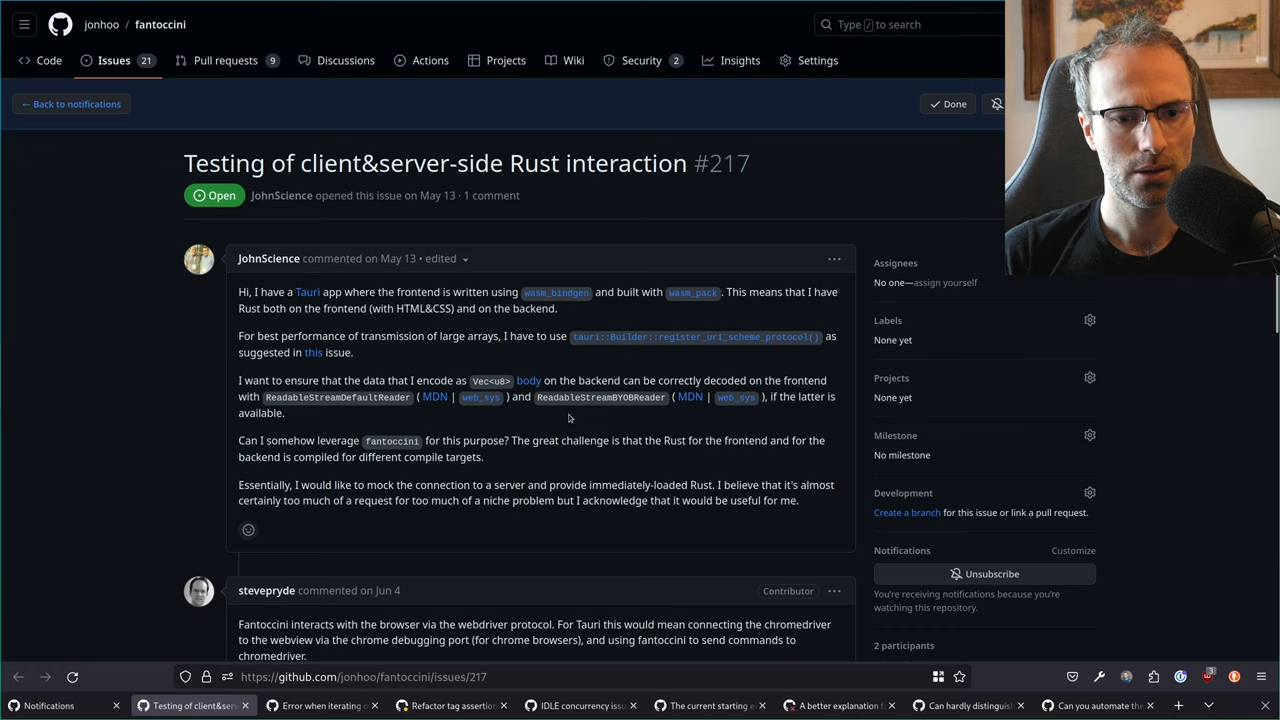 jonhoo / fantoccini
Type / to search
Code
Issues 21
Pull requests 9
Discussions
Actions
Projects
Wiki
Security 2
Insights
Settings
← Back to notifications
Done
Testing of client&server-side Rust interaction #217
Open
JohnScience opened this issue on May 13 · 1 comment
JohnScience commented on May 13 • edited
Hi, I have a Tauri app where the frontend is written using wasm_bindgen and built with wasm_pack. This means that I have
Rust both on the frontend (with HTML&CSS) and on the backend.
For best performance of transmission of large arrays, I have to use tauri::Builder::register_uri_scheme_protocol() as
suggested in this issue.
I want to ensure that the data that I encode as Vec<u8> body on the backend can be correctly decoded on the frontend
with ReadableStreamDefaultReader ( MDN | web_sys ) and ReadableStreamBYOBReader ( MDN | web_sys ), if the latter is
available.
Can I somehow leverage fantoccini for this purpose? The great challenge is that the Rust for the frontend and for the
backend is compiled for different compile targets.
Essentially, I would like to mock the connection to a server and provide immediately-loaded Rust. I believe that it's almost
certainly too much of a request for too much of a niche problem but I acknowledge that it would be useful for me.
stevepryde commented on Jun 4
Contributor
Fantoccini interacts with the browser via the webdriver protocol. For Tauri this would mean connecting the chromedriver
to the webview via the chrome debugging port (for chrome browsers), and using fantoccini to send commands to
chromedriver.
Assignees
No one—assign yourself
Labels
None yet
Projects
None yet
Milestone
No milestone
Development
Create a branch for this issue or link a pull request.
Notifications
Customize
Unsubscribe
You're receiving notifications because you're
watching this repository.
2 participants
https://github.com/jonhoo/fantoccini/issues/217
3
Notifications
Testing of client&serv
Error when iterating o
Refactor tag assertion
IDLE concurrency issu
The current starting e
A better explanation f
Can hardly distinguish
Can you automate the